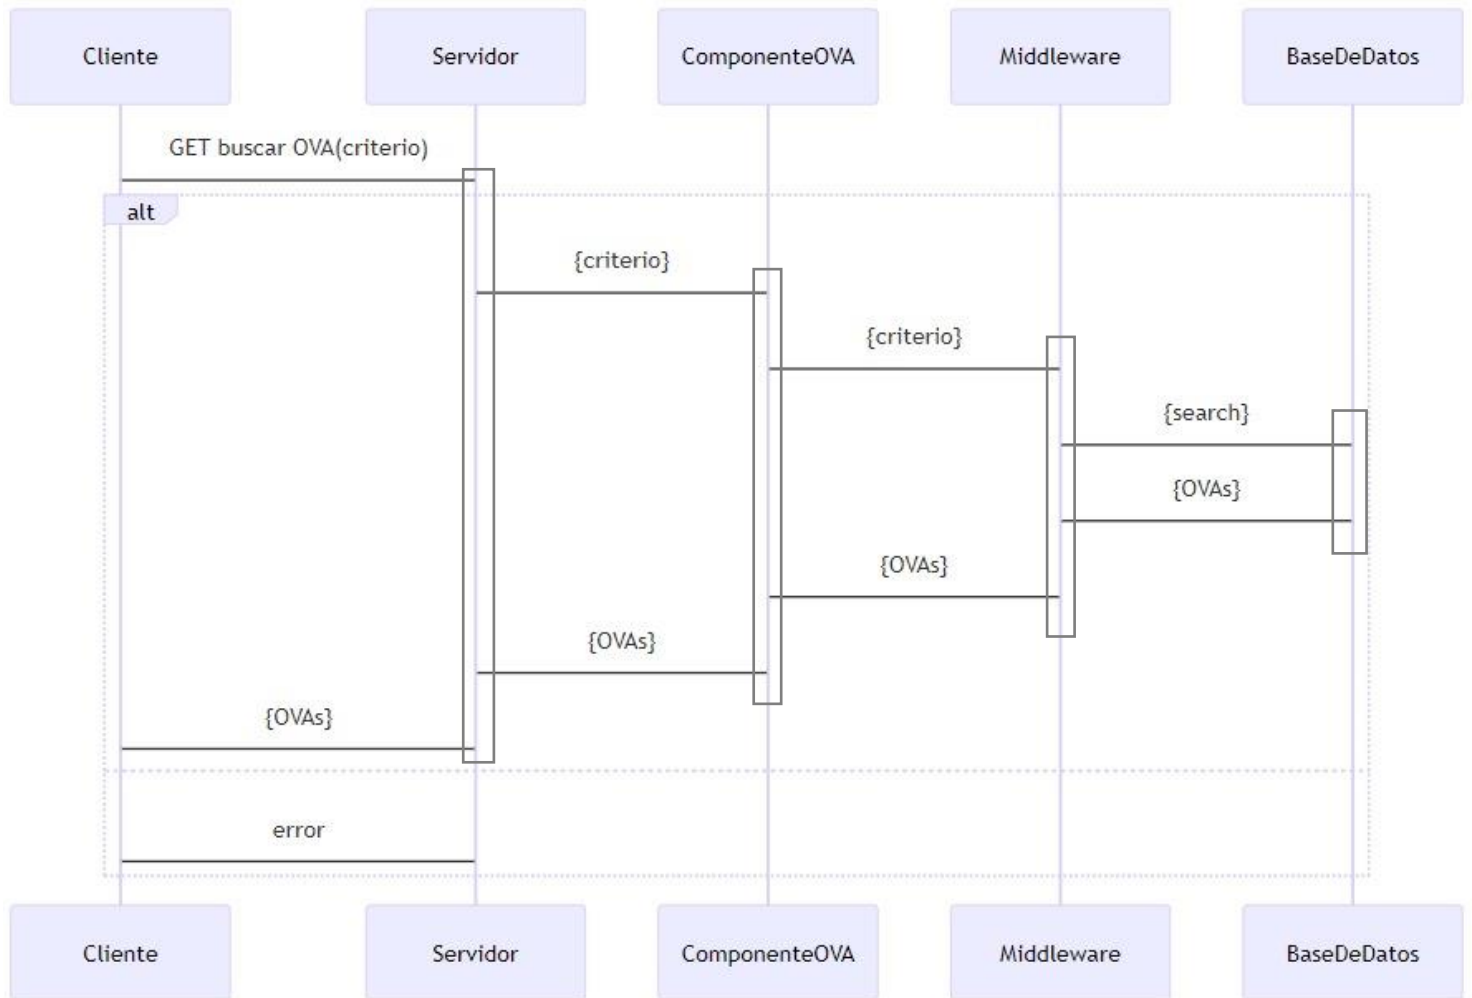 Cliente
Servidor
ComponenteOVA
Middleware
BaseDeDatos
GET buscar OVA(criterio)
alt
{criterio}
{criterio}
{search}
{OVAs}
{OVAs}
{OVAs}
{OVAs}
error
Cliente
Servidor
ComponenteOVA
Middleware
BaseDeDatos